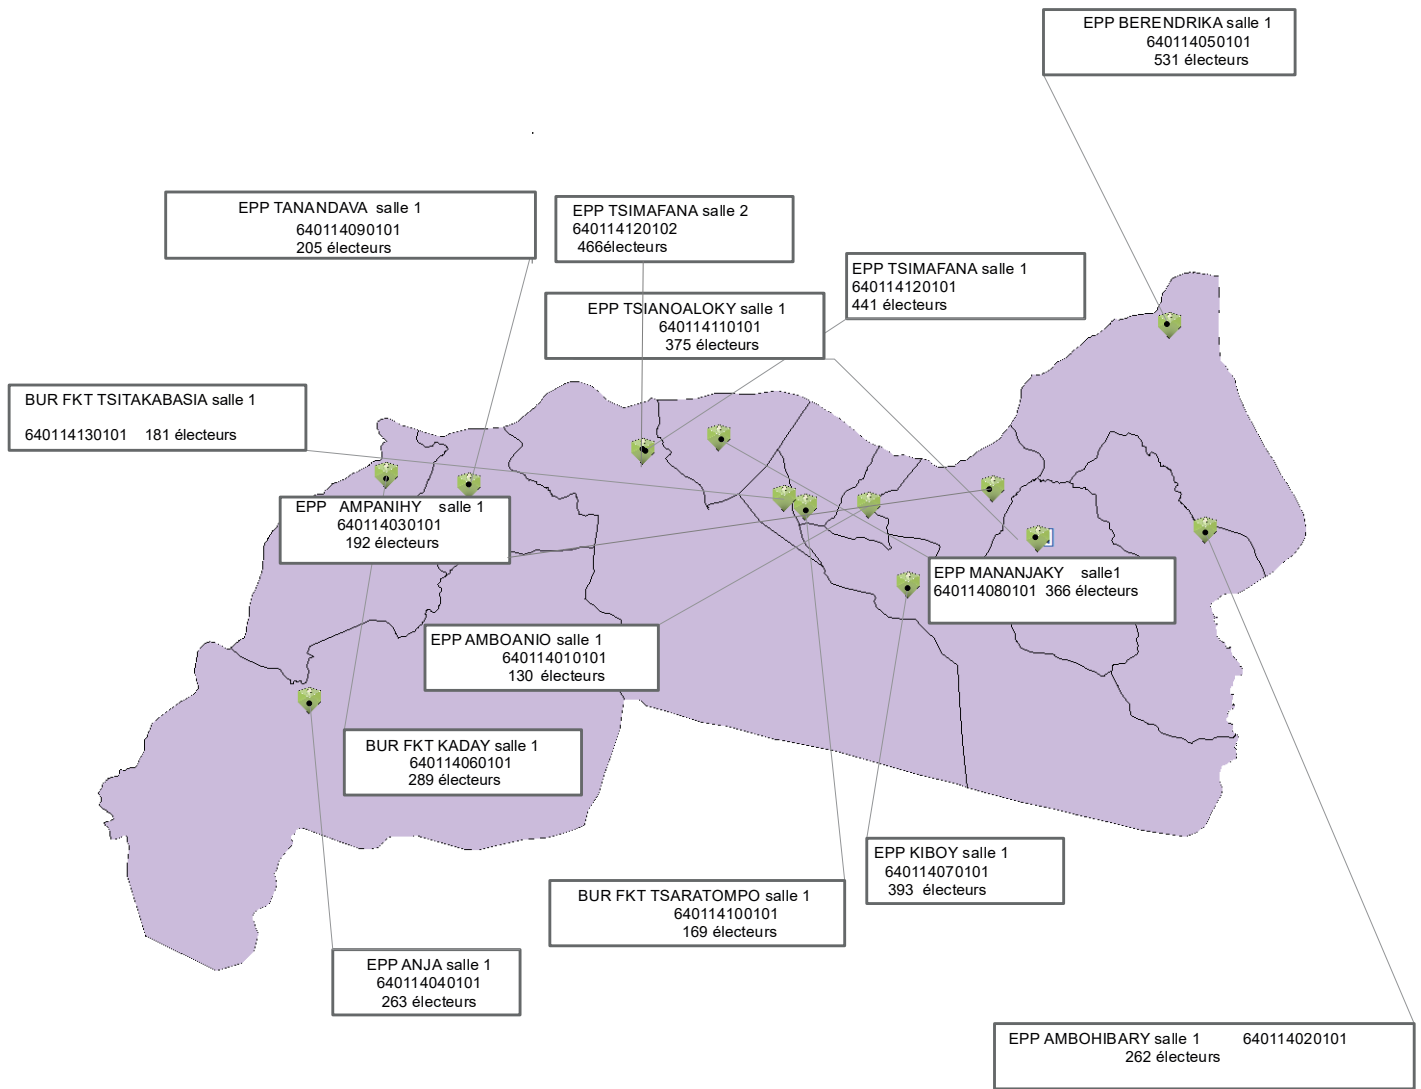 EPP BERENDRIKA salle 1
640114050101
531 électeurs
EPP TANANDAVA salle 1
640114090101
205 électeurs
EPP TSIMAFANA salle 2
640114120102
466électeurs
EPP TSIMAFANA salle 1
640114120101
441 électeurs
EPP TSIANOALOKY salle 1
640114110101
375 électeurs
BUR FKT TSITAKABASIA salle 1
640114130101 181 électeurs
EPP AMPANIHY salle 1
640114030101
192 électeurs
EPP MANANJAKY salle1
640114080101 366 électeurs
EPP AMBOANIO salle 1
640114010101
130 électeurs
BUR FKT KADAY salle 1
640114060101
289 électeurs
EPP KIBOY salle 1
640114070101
393 électeurs
BUR FKT TSARATOMPO salle 1
640114100101
169 électeurs
EPP ANJA salle 1
640114040101
263 électeurs
EPP AMBOHIBARY salle 1 640114020101
262 électeurs